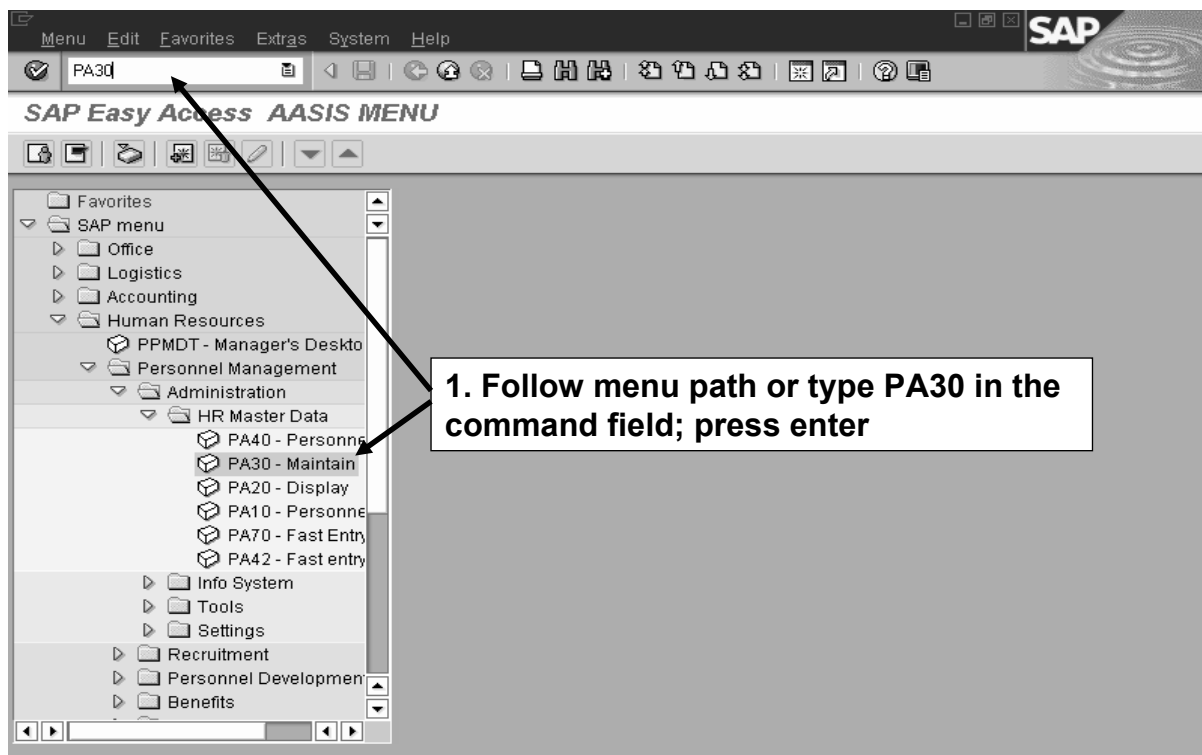 Menu Edit Favorites Extras System Help
SAP
PA30
SAP Easy Access AASIS MENU
Favorites
SAP menu
Office
Logistics
Accounting
Human Resources
PPMDT - Manager's Deskto
Personnel Management
Administration
HR Master Data
PA40 - Personne
PA30 - Maintain
PA20 - Display
PA10 - Personne
PA70 - Fast Entry
PA42 - Fast entry
Info System
Tools
Settings
Recruitment
Personnel Developmen
Benefits
1. Follow menu path or type PA30 in the
command field; press enter